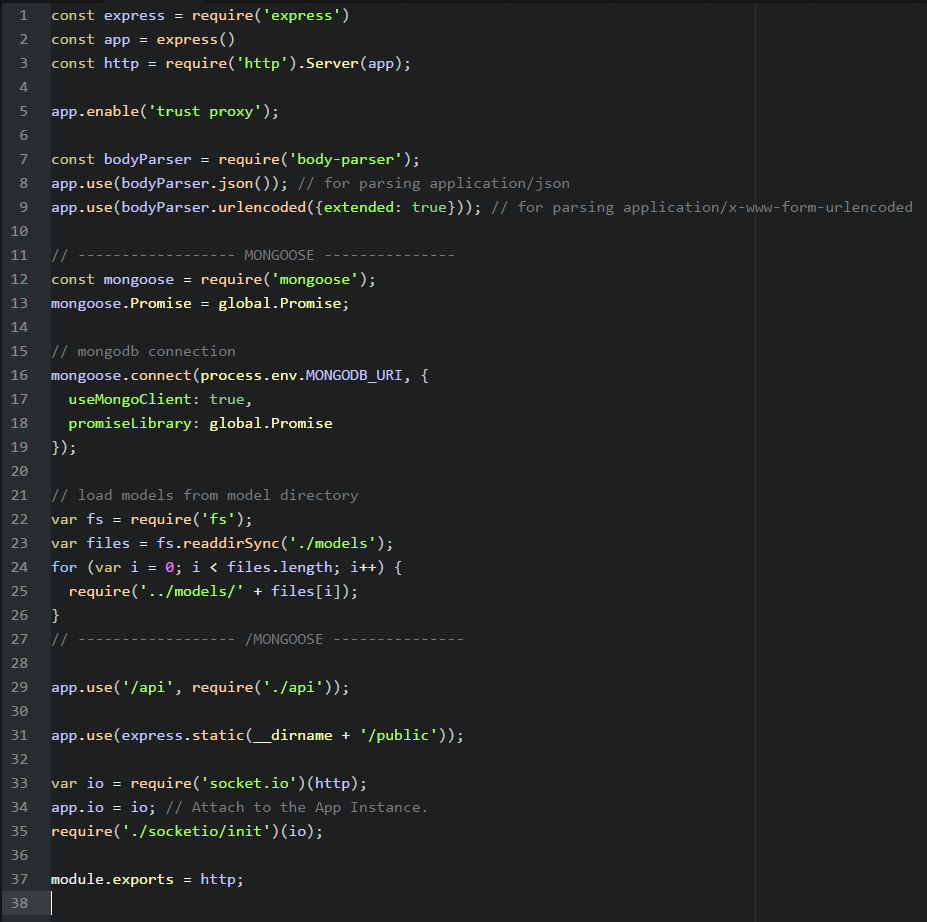 1 const express = require('express')
2 const app = express()
3 const http = require('http').Server(app);
4
5 app.enable('trust proxy');
6
7 const bodyParser = require('body-parser');
8 app.use(bodyParser.json()); // for parsing application/json
9 app.use(bodyParser.urlencoded({extended: true})); // for parsing application/x-www-form-urlencoded
10
11 // ------------------ MONGOOSE ---------------
12 const mongoose = require('mongoose');
13 mongoose.Promise = global.Promise;
14
15 // mongodb connection
16 mongoose.connect(process.env.MONGODB_URI, {
17   useMongoClient: true,
18   promiseLibrary: global.Promise
19 });
20
21 // load models from model directory
22 var fs = require('fs');
23 var files = fs.readdirSync('./models');
24 for (var i = 0; i < files.length; i++) {
25   require('../models/' + files[i]);
26 }
27 // ------------------ /MONGOOSE ---------------
28
29 app.use('/api', require('./api'));
30
31 app.use(express.static(__dirname + '/public'));
32
33 var io = require('socket.io')(http);
34 app.io = io; // Attach to the App Instance.
35 require('./socketio/init')(io);
36
37 module.exports = http;
38